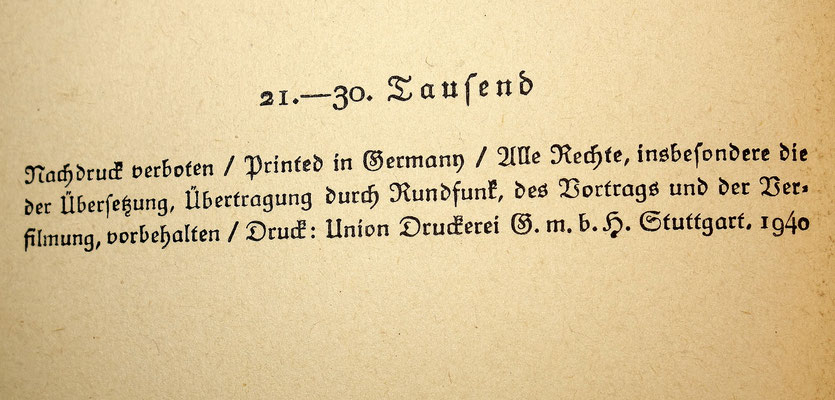 21.—30. Tausend
Nachdruck verboten / Printed in Germany / Alle Rechte, insbesondere die
der Übersetzung, Übertragung durch Rundfunk, des Vortrags und der Ver-
filmung, vorbehalten / Druck: Union Druckerei G. m. b. H. Stuttgart. 1940